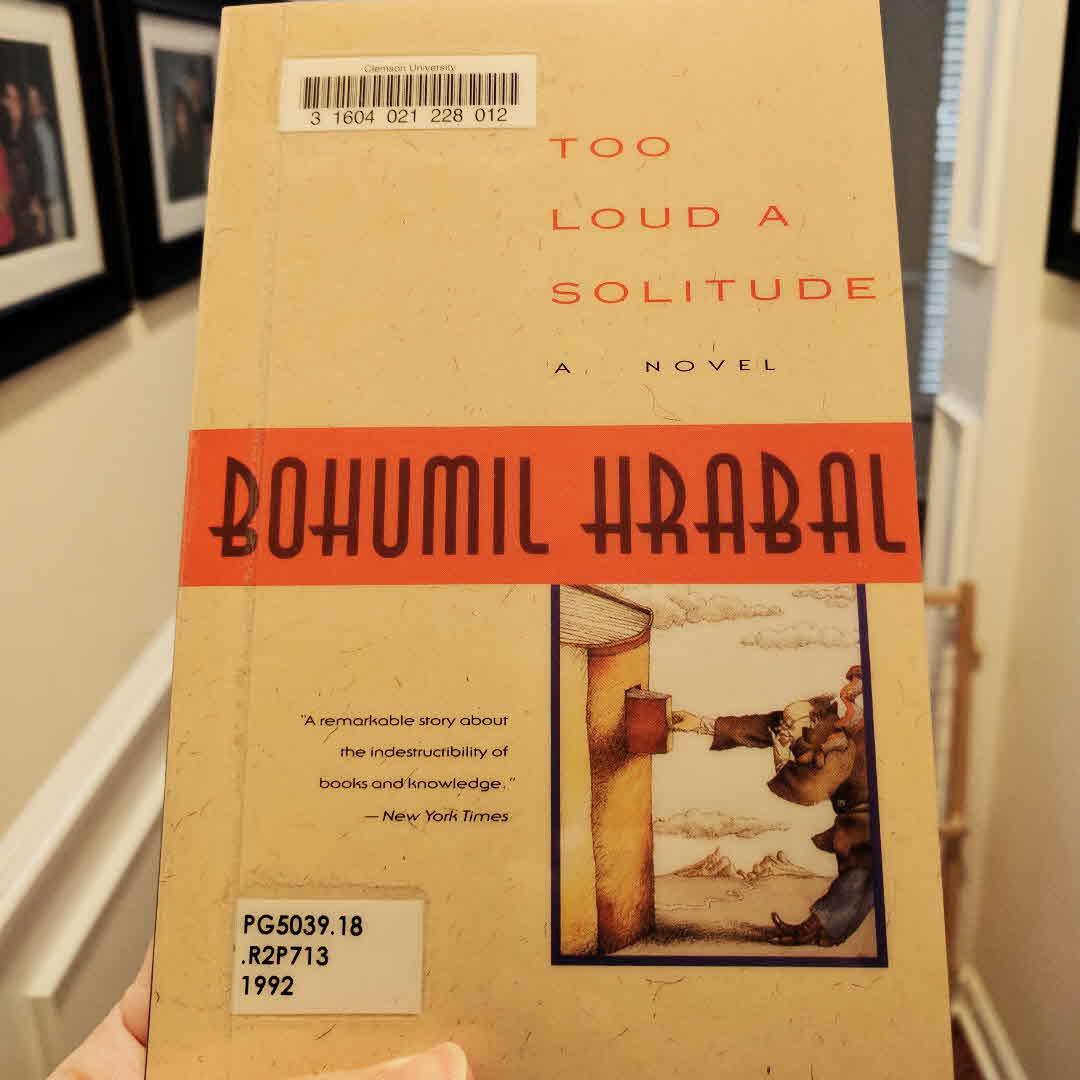 Clemson University
3 1604 021 228 012
TOO
LOUD A
SOLITUDE
A NOVEL
BOHUMIL HRABAL
"A remarkable story about
the indestructibility of
books and knowledge."
— New York Times
PG5039.18
.R2P713
1992